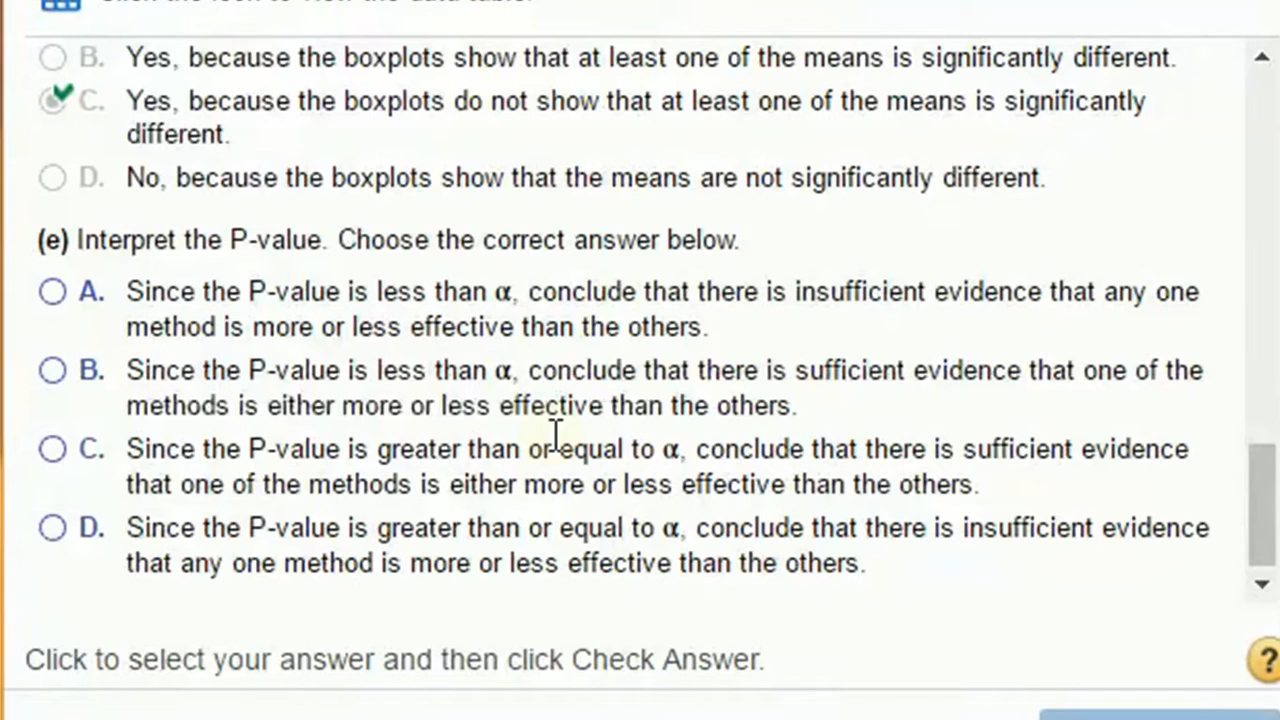 B. Yes, because the boxplots show that at least one of the means is significantly different.
C. Yes, because the boxplots do not show that at least one of the means is significantly
different.
D. No, because the boxplots show that the means are not significantly different.
(e) Interpret the P-value. Choose the correct answer below.
A. Since the P-value is less than α, conclude that there is insufficient evidence that any one
method is more or less effective than the others.
B. Since the P-value is less than α, conclude that there is sufficient evidence that one of the
methods is either more or less effective than the others.
C. Since the P-value is greater than or equal to α, conclude that there is sufficient evidence
that one of the methods is either more or less effective than the others.
D. Since the P-value is greater than or equal to α, conclude that there is insufficient evidence
that any one method is more or less effective than the others.
Click to select your answer and then click Check Answer.
?